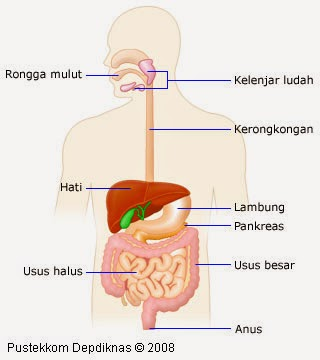 Rongga mulut
Kelenjar ludah
Kerongkongan
Hati
Lambung
Pankreas
Usus halus
Usus besar
Anus
Pustekkom Depdiknas © 2008